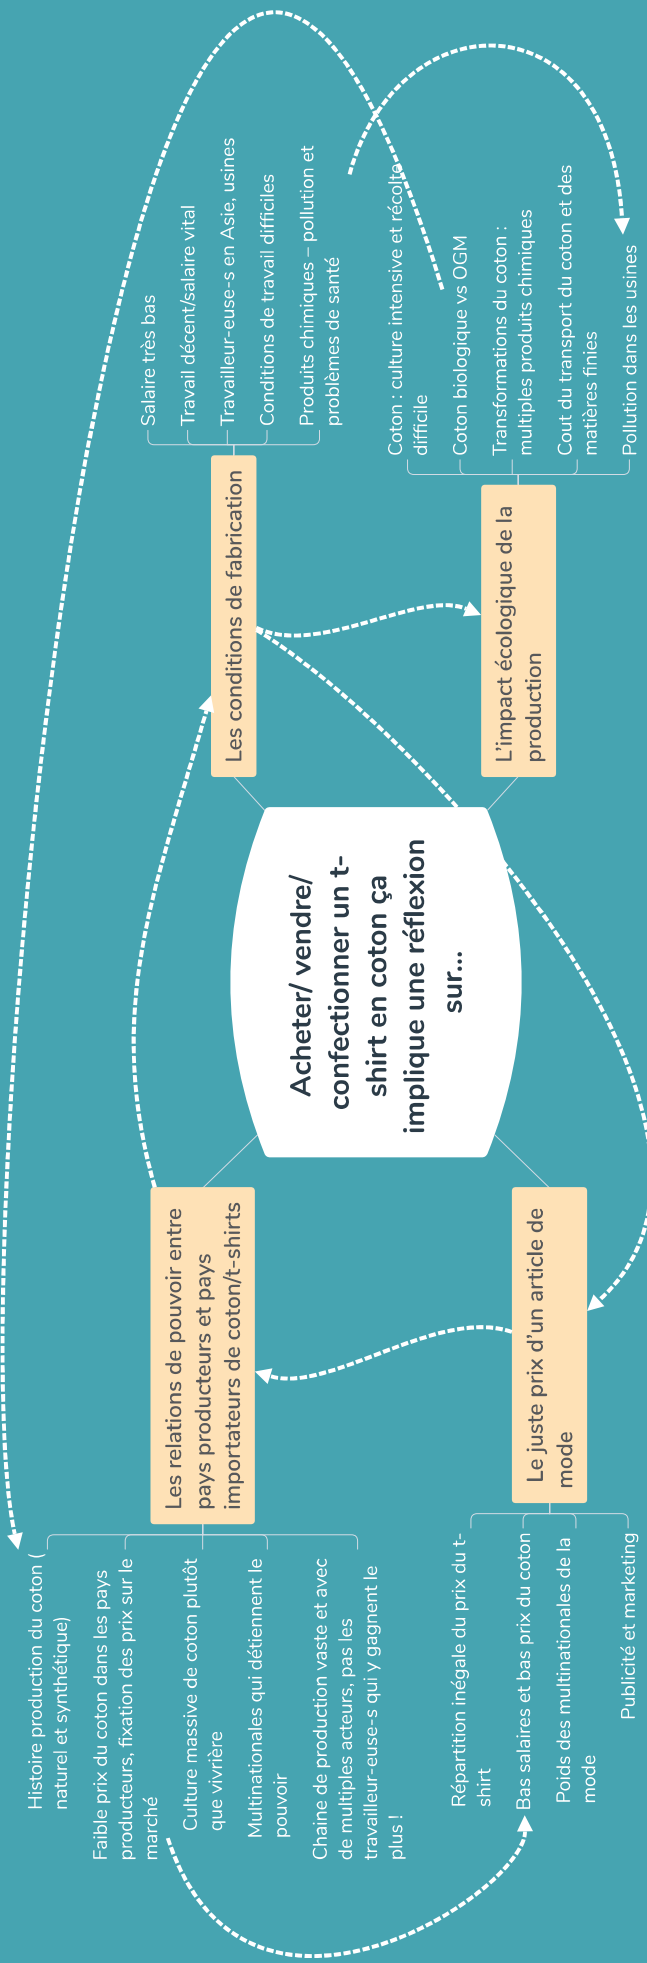 Acheter/ vendre/
confectionner un t-
shirt en coton ça
implique une réflexion
sur...
Les relations de pouvoir entre
pays producteurs et pays
importateurs de coton/t-shirts
Histoire production du coton (
naturel et synthétique)
Faible prix du coton dans les pays
producteurs, fixation des prix sur le
marché
Culture massive de coton plutôt
que vivrière
Multinationales qui détiennent le
pouvoir
Chaine de production vaste et avec
de multiples acteurs, pas les
travailleur-euse-s qui y gagnent le
plus !
Les conditions de fabrication
Salaire très bas
Travail décent/salaire vital
Travailleur-euse-s en Asie, usines
Conditions de travail difficiles
Produits chimiques – pollution et
problèmes de santé
Le juste prix d'un article de
mode
Répartition inégale du prix du t-
shirt
Bas salaires et bas prix du coton
Poids des multinationales de la
mode
Publicité et marketing
L'impact écologique de la
production
Coton : culture intensive et récolte
difficile
Coton biologique vs OGM
Transformations du coton :
multiples produits chimiques
Cout du transport du coton et des
matières finies
Pollution dans les usines